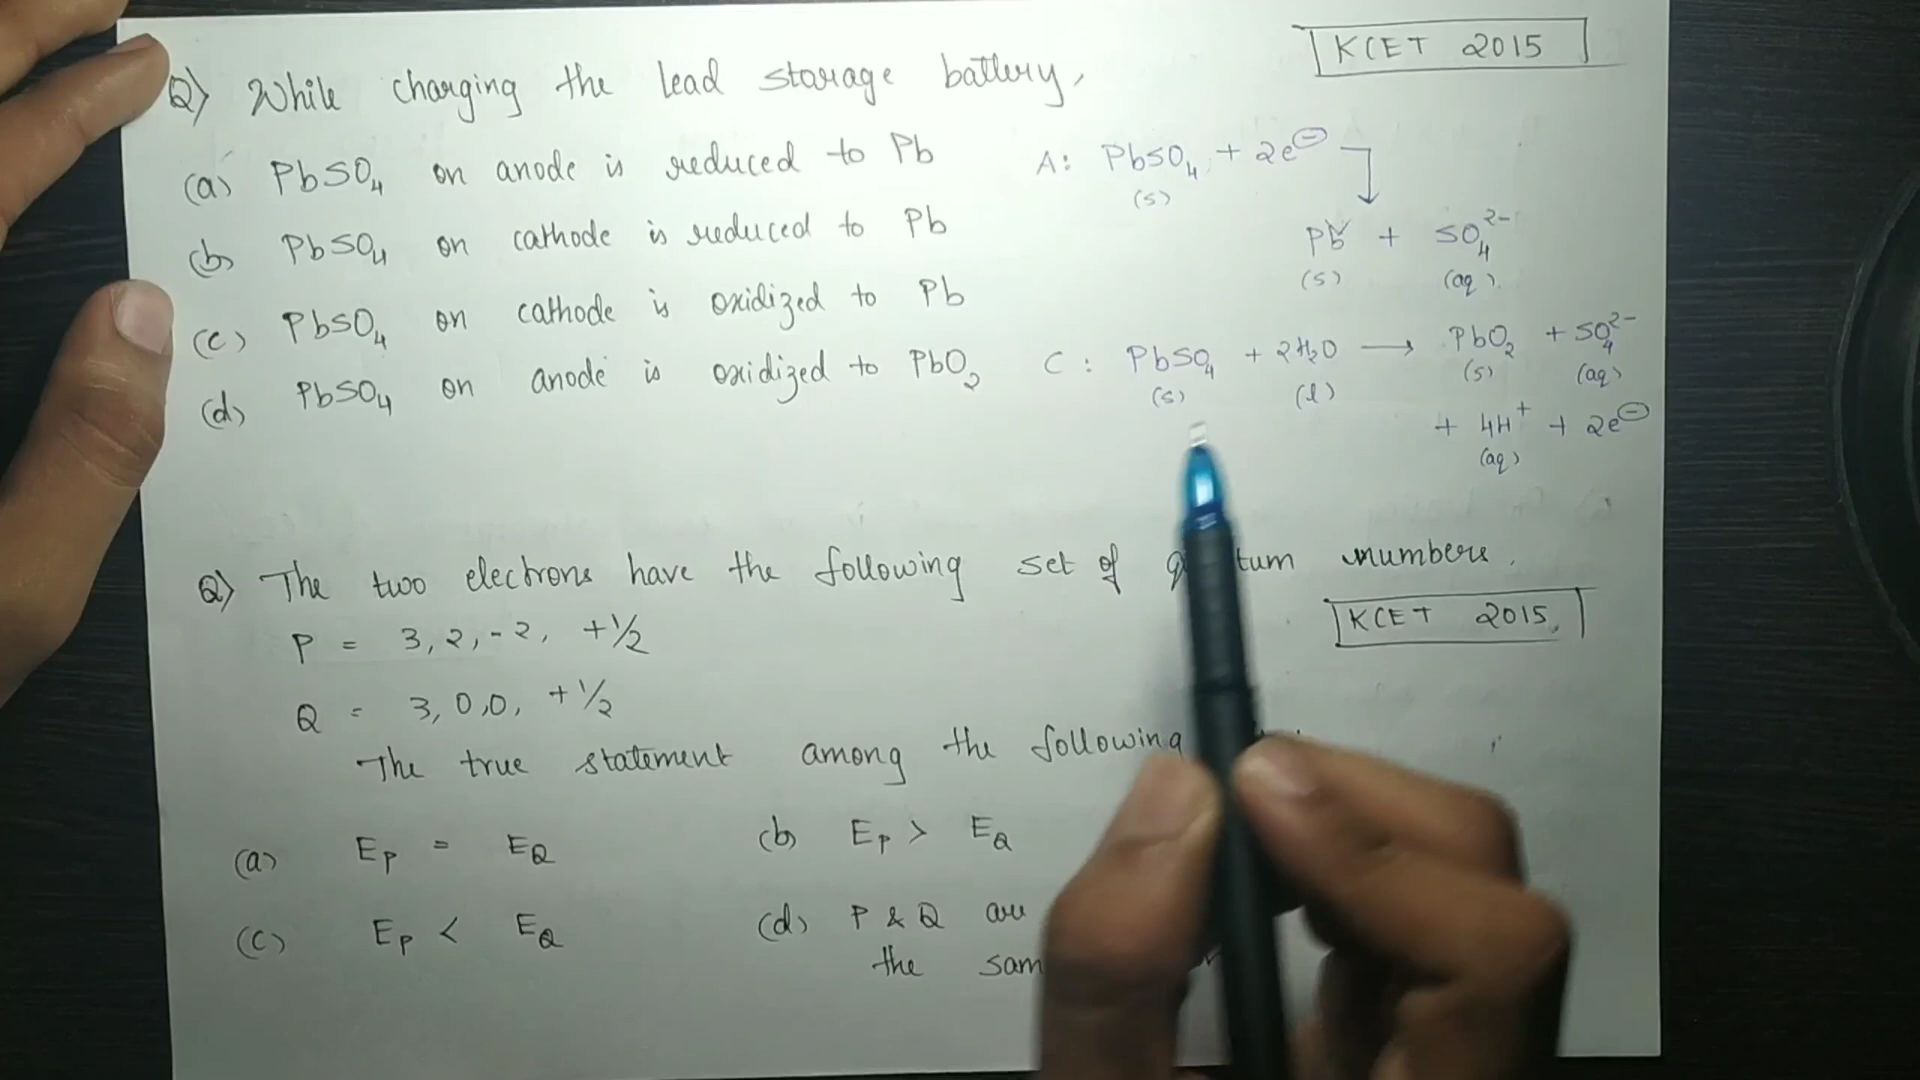 KCET 2015
Q) While charging the lead storage battery,
(a) PbSO4 on anode is reduced to Pb
(b) PbSO4 on cathode is reduced to Pb
(c) PbSO4 on cathode is oxidized to Pb
(d) PbSO4 on anode is oxidized to PbO2
A: PbSO4 + 2e⊖
(s)
Pb + SO4 2-
(s) (aq).
C: PbSO4 + 2H2O → PbO2 + SO4 2-
(s) (l) (s) (aq)
+ 4H+ + 2e⊖
(aq)
Q) The two electrons have the following set of numbers.
KCET 2015.
P = 3, 2, -2, +1/2
Q = 3, 0, 0, +1/2
The true statement among the following
(a) EP = EQ
(b) EP > EQ
(c) EP < EQ
(d) P & Q are
the